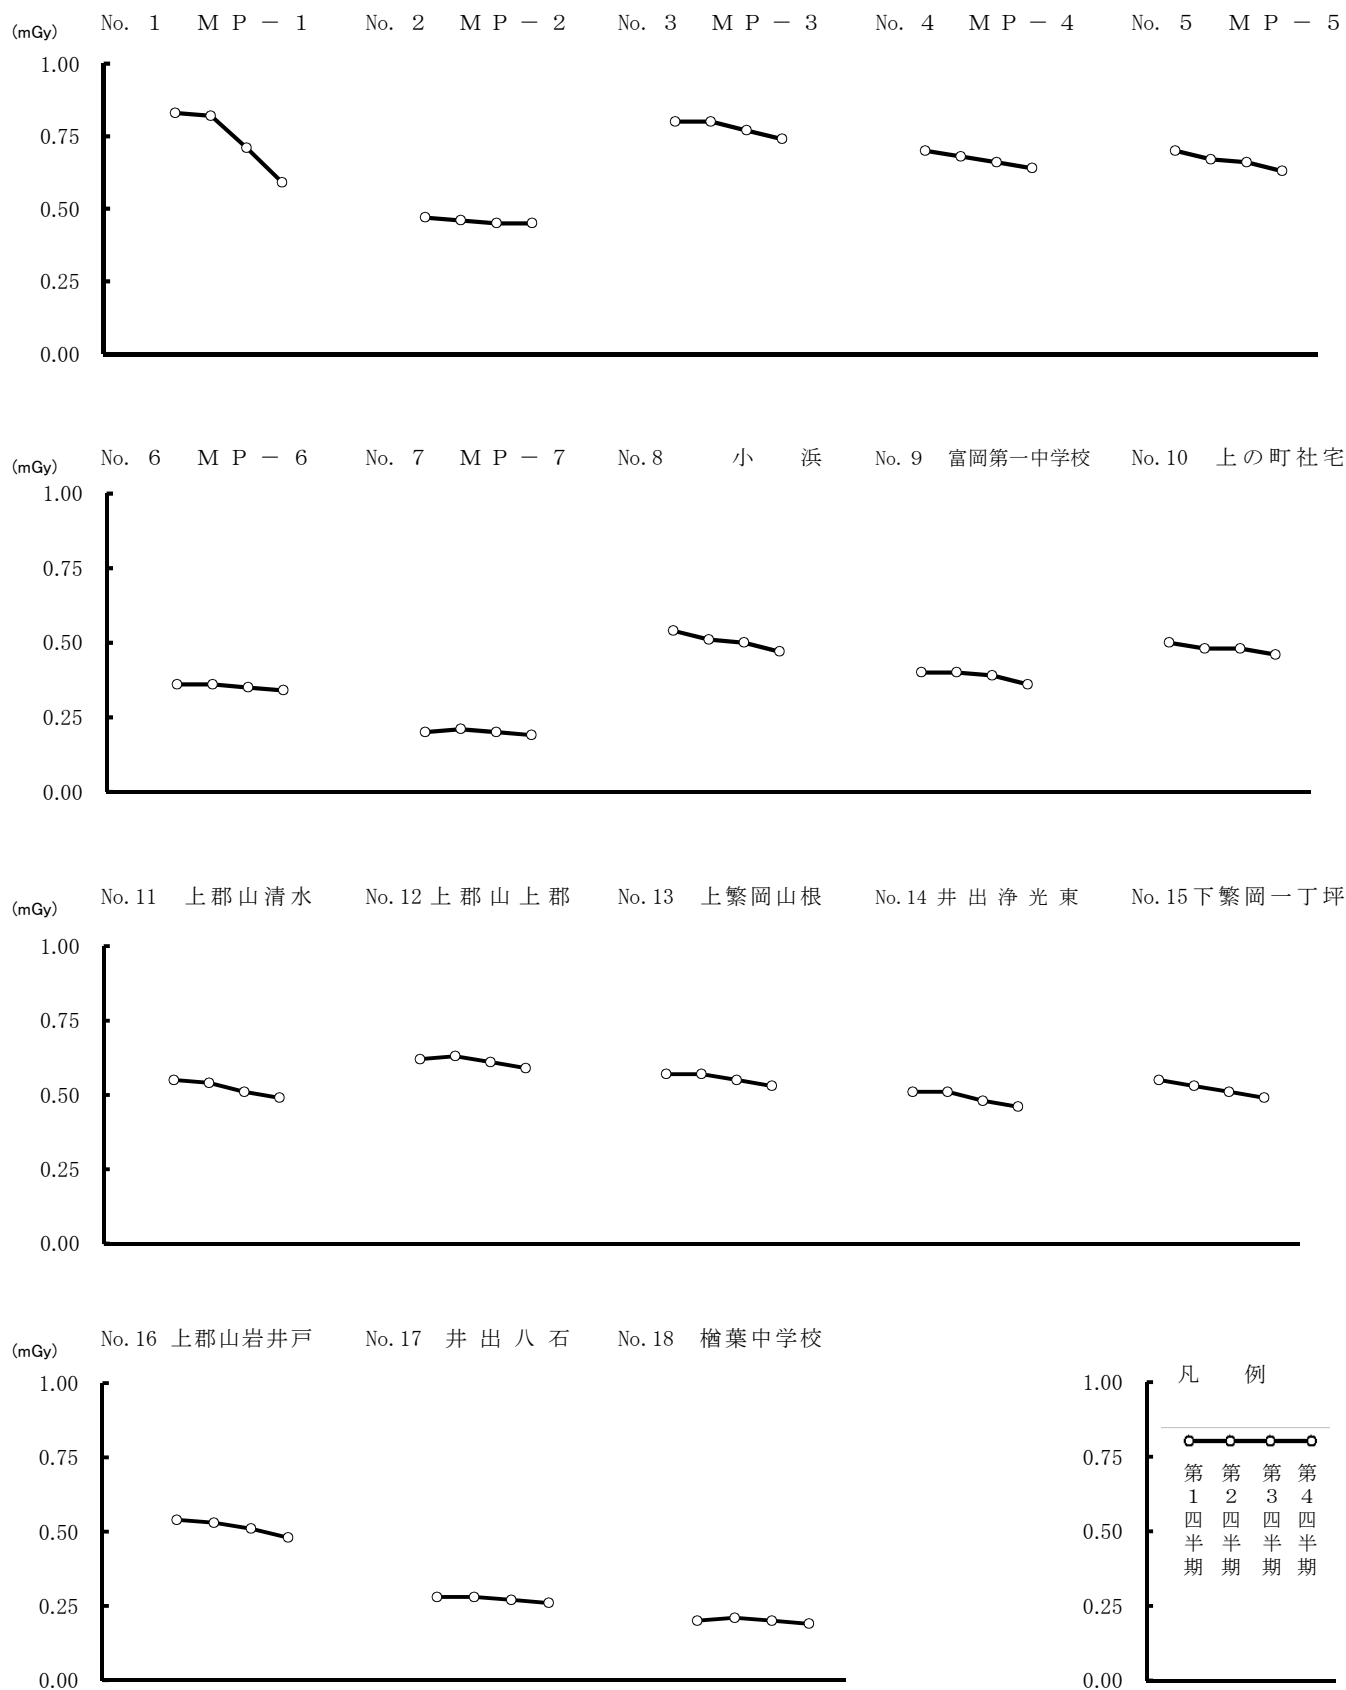 (mGy) No. 1 ＭＰ－１ No. 2 ＭＰ－２ No. 3 ＭＰ－３ No. 4 ＭＰ－４ No. 5 ＭＰ－５
1.00
0.75
0.50
0.25
0.00
(mGy) No. 6 ＭＰ－６ No. 7 ＭＰ－７ No.8 小浜 No. 9 富岡第一中学校 No.10 上の町社宅
1.00
0.75
0.50
0.25
0.00
(mGy) No.11 上郡山清水 No.12 上郡山上郡 No.13 上繁岡山根 No.14 井出浄光東 No.15 下繁岡一丁坪
1.00
0.75
0.50
0.25
0.00
(mGy) No.16 上郡山岩井戸 No.17 井出八石 No.18 楢葉中学校
1.00
0.75
0.50
0.25
0.00
凡例
1.00
0.75
0.50
0.25
0.00
第１四半期
第２四半期
第３四半期
第４四半期